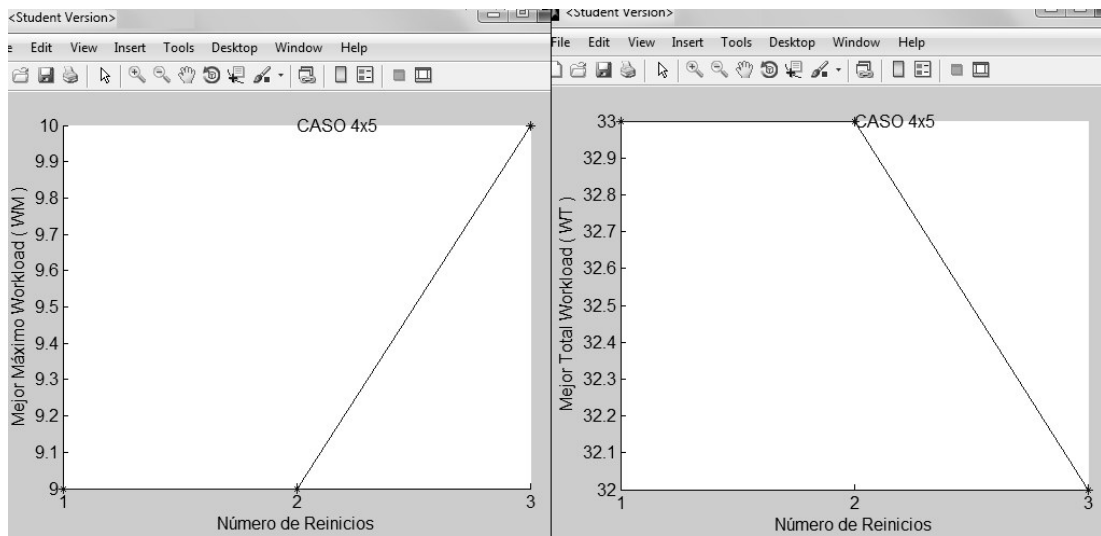 <Student Version>
Edit View Insert Tools Desktop Window Help
CASO 4x5
10
9.9
9.8
9.7
9.6
9.5
9.4
9.3
9.2
9.1
9
Mejor Máximo Workload ( WM )
1 2 3
Número de Reinicios
<Student Version>
File Edit View Insert Tools Desktop Window Help
CASO 4x5
33
32.9
32.8
32.7
32.6
32.5
32.4
32.3
32.2
32.1
32
Mejor Total Workload ( WT )
1 2 3
Número de Reinicios